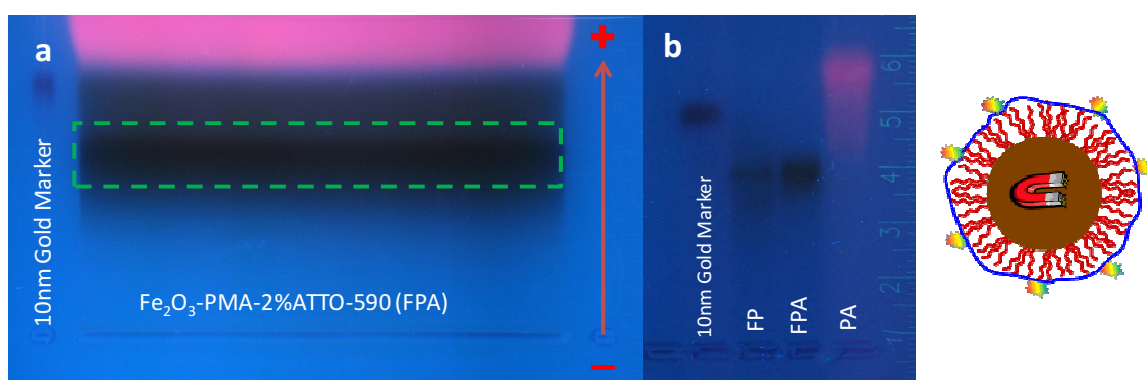 a
+
10nm Gold Marker
Fe₂O₃-PMA-2%ATTO-590 (FPA)
−
b
10nm Gold Marker
FP
FPA
PA
6
5
4
3
2
1